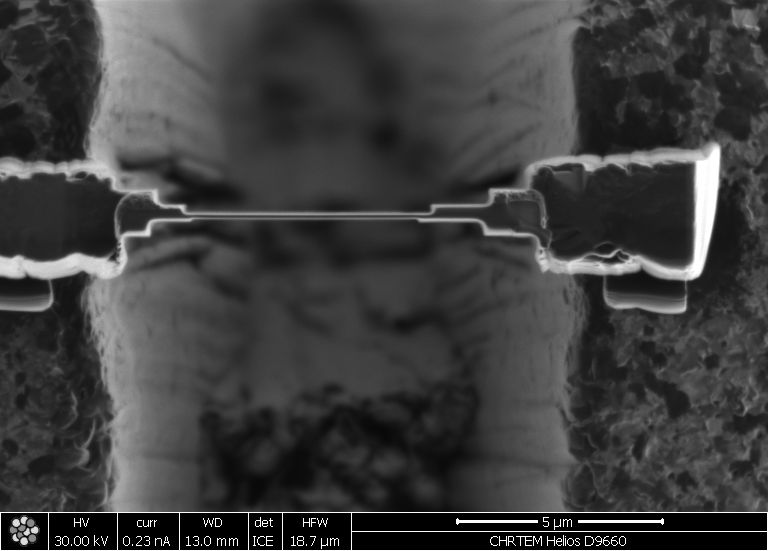 HV curr WD det HFW 5 µm
30.00 kV 0.23 nA 13.0 mm ICE 18.7 µm CHRTEM Helios D9660